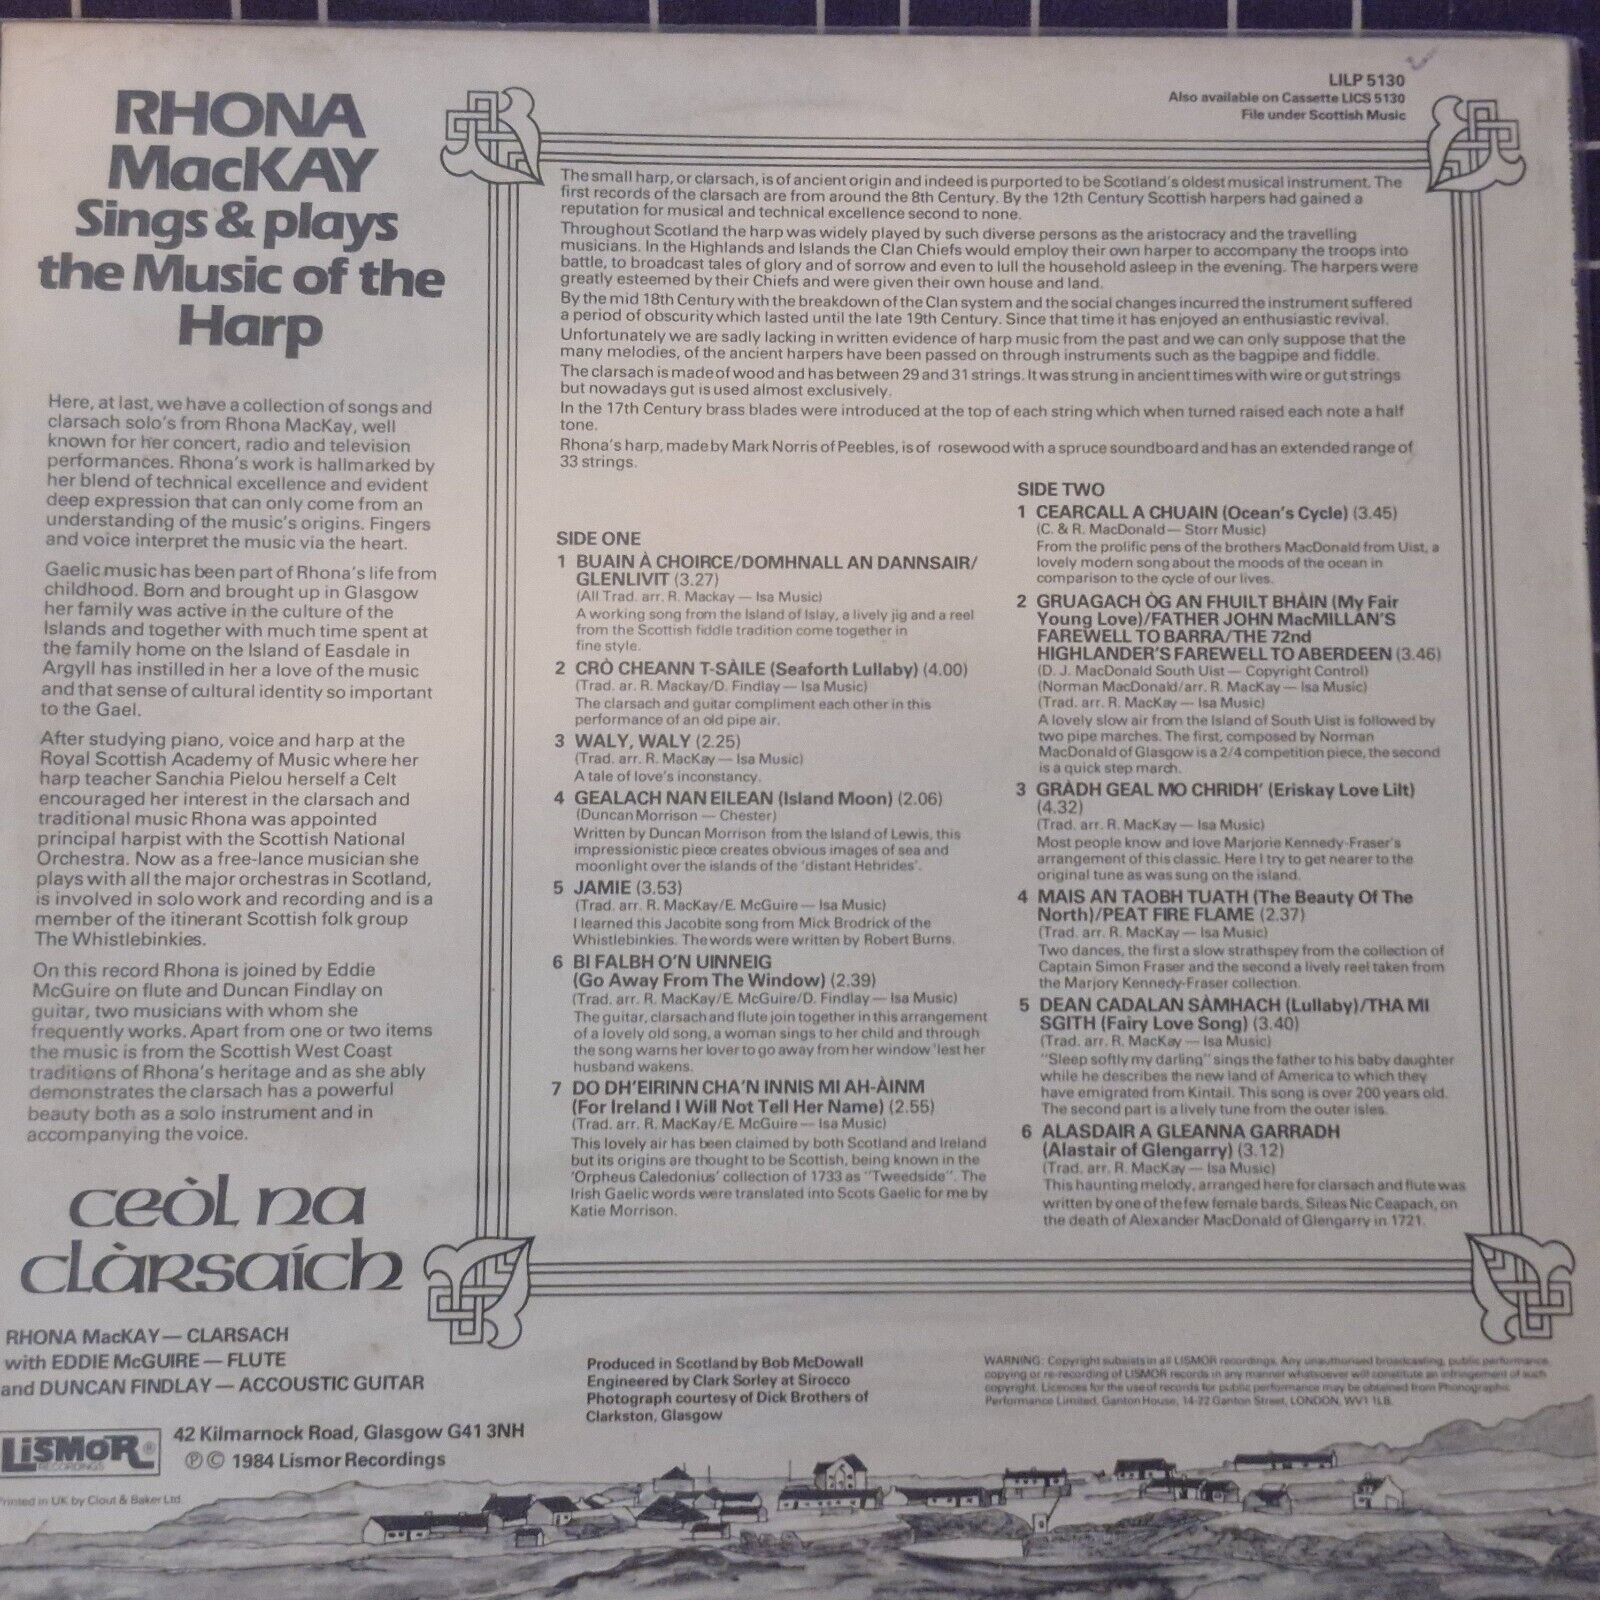 LILP 5130
Also available on Cassette LICS 5130
File under Scottish Music
RHONA
MacKAY
Sings & plays
the Music of the
Harp
Here, at last, we have a collection of songs and
clarsach solo's from Rhona MacKay, well
known for her concert, radio and television
performances. Rhona's work is hallmarked by
her blend of technical excellence and evident
deep expression that can only come from an
understanding of the music's origins. Fingers
and voice interpret the music via the heart.
Gaelic music has been part of Rhona's life from
childhood. Born and brought up in Glasgow
her family was active in the culture of the
Islands and together with much time spent at
the family home on the Island of Easdale in
Argyll has instilled in her a love of the music
and that sense of cultural identity so important
to the Gael.
After studying piano, voice and harp at the
Royal Scottish Academy of Music where her
harp teacher Sanchia Pielou herself a Celt
encouraged her interest in the clarsach and
traditional music Rhona was appointed
principal harpist with the Scottish National
Orchestra. Now as a free-lance musician she
plays with all the major orchestras in Scotland,
is involved in solo work and recording and is a
member of the itinerant Scottish folk group
The Whistlebinkies.
On this record Rhona is joined by Eddie
McGuire on flute and Duncan Findlay on
guitar, two musicians with whom she
frequently works. Apart from one or two items
the music is from the Scottish West Coast
traditions of Rhona's heritage and as she ably
demonstrates the clarsach has a powerful
beauty both as a solo instrument and in
accompanying the voice.
ceòl na
clàrsaích
RHONA MacKAY — CLARSACH
with EDDIE McGUIRE — FLUTE
and DUNCAN FINDLAY — ACCOUSTIC GUITAR
The small harp, or clarsach, is of ancient origin and indeed is purported to be Scotland's oldest musical instrument. The
first records of the clarsach are from around the 8th Century. By the 12th Century Scottish harpers had gained a
reputation for musical and technical excellence second to none.
Throughout Scotland the harp was widely played by such diverse persons as the aristocracy and the travelling
musicians. In the Highlands and Islands the Clan Chiefs would employ their own harper to accompany the troops into
battle, to broadcast tales of glory and of sorrow and even to lull the household asleep in the evening. The harpers were
greatly esteemed by their Chiefs and were given their own house and land.
By the mid 18th Century with the breakdown of the Clan system and the social changes incurred the instrument suffered
a period of obscurity which lasted until the late 19th Century. Since that time it has enjoyed an enthusiastic revival.
Unfortunately we are sadly lacking in written evidence of harp music from the past and we can only suppose that the
many melodies, of the ancient harpers have been passed on through instruments such as the bagpipe and fiddle.
The clarsach is made of wood and has between 29 and 31 strings. It was strung in ancient times with wire or gut strings
but nowadays gut is used almost exclusively.
In the 17th Century brass blades were introduced at the top of each string which when turned raised each note a half
tone.
Rhona's harp, made by Mark Norris of Peebles, is of rosewood with a spruce soundboard and has an extended range of
33 strings.
SIDE ONE
1 BUAIN À CHOIRCE/DOMHNALL AN DANNSAIR/
GLENLIVIT (3.27)
(All Trad. arr. R. Mackay — Isa Music)
A working song from the Island of Islay, a lively jig and a reel
from the Scottish fiddle tradition come together in
fine style.
2 CRÒ CHEANN T-SÀILE (Seaforth Lullaby) (4.00)
(Trad. ar. R. Mackay/D. Findlay — Isa Music)
The clarsach and guitar compliment each other in this
performance of an old pipe air.
3 WALY, WALY (2.25)
(Trad. arr. R. MacKay — Isa Music)
A tale of love's inconstancy.
4 GEALACH NAN EILEAN (Island Moon) (2.06)
(Duncan Morrison — Chester)
Written by Duncan Morrison from the Island of Lewis, this
impressionistic piece creates obvious images of sea and
moonlight over the islands of the 'distant Hebrides'.
5 JAMIE (3.53)
(Trad. arr. R. MacKay/E. McGuire — Isa Music)
I learned this Jacobite song from Mick Brodrick of the
Whistlebinkies. The words were written by Robert Burns.
6 BI FALBH O'N UINNEIG
(Go Away From The Window) (2.39)
(Trad. arr. R. MacKay/E. McGuire/D. Findlay — Isa Music)
The guitar, clarsach and flute join together in this arrangement
of a lovely old song, a woman sings to her child and through
the song warns her lover to go away from her window 'lest her
husband wakens.
7 DO DH'EIRINN CHA'N INNIS MI AH-ÀINM
(For Ireland I Will Not Tell Her Name) (2.55)
(Trad. arr. R. MacKay/E. McGuire — Isa Music)
This lovely air has been claimed by both Scotland and Ireland
but its origins are thought to be Scottish, being known in the
'Orpheus Caledonius' collection of 1733 as "Tweedside". The
Irish Gaelic words were translated into Scots Gaelic for me by
Katie Morrison.
SIDE TWO
1 CEARCALL A CHUAIN (Ocean's Cycle) (3.45)
(C. & R. MacDonald — Storr Music)
From the prolific pens of the brothers MacDonald from Uist, a
lovely modern song about the moods of the ocean in
comparison to the cycle of our lives.
2 GRUAGACH ÒG AN FHUILT BHÀIN (My Fair
Young Love)/FATHER JOHN MacMILLAN'S
FAREWELL TO BARRA/THE 72nd
HIGHLANDER'S FAREWELL TO ABERDEEN (3.46)
(D. J. MacDonald South Uist — Copyright Control)
(Norman MacDonald/arr. R. MacKay — Isa Music)
(Trad. arr. R. MacKay — Isa Music)
A lovely slow air from the Island of South Uist is followed by
two pipe marches. The first, composed by Norman
MacDonald of Glasgow is a 2/4 competition piece, the second
is a quick step march.
3 GRÀDH GEAL MO CHRIDH' (Eriskay Love Lilt)
(4.32)
(Trad. arr. R. MacKay — Isa Music)
Most people know and love Marjorie Kennedy-Fraser's
arrangement of this classic. Here I try to get nearer to the
original tune as was sung on the island.
4 MAIS AN TAOBH TUATH (The Beauty Of The
North)/PEAT FIRE FLAME (2.37)
(Trad. arr. R. MacKay — Isa Music)
Two dances, the first a slow strathspey from the collection of
Captain Simon Fraser and the second a lively reel taken from
the Marjory Kennedy-Fraser collection.
5 DEAN CADALAN SÀMHACH (Lullaby)/THA MI
SGITH (Fairy Love Song) (3.40)
(Trad. arr. R. MacKay — Isa Music)
"Sleep softly my darling" sings the father to his baby daughter
while he describes the new land of America to which they
have emigrated from Kintail. This song is over 200 years old.
The second part is a lively tune from the outer isles.
6 ALASDAIR A GLEANNA GARRADH
(Alastair of Glengarry) (3.12)
(Trad. arr. R. MacKay — Isa Music)
This haunting melody, arranged here for clarsach and flute was
written by one of the few female bards, Sileas Nic Ceapach, on
the death of Alexander MacDonald of Glengarry in 1721.
Produced in Scotland by Bob McDowall
Engineered by Clark Sorley at Sirocco
Photograph courtesy of Dick Brothers of
Clarkston, Glasgow
WARNING: Copyright subsists in all LISMOR recordings. Any unauthorised broadcasting, public performance,
copying or re-recording of LISMOR records in any manner whatsoever will constitute an infringement of such
copyright. Licences for the use of records for public performance may be obtained from Phonographic
Performance Limited, Ganton House, 14-22 Ganton Street, LONDON, WV1 1LB.
LISMOR®
RECORDINGS
42 Kilmarnock Road, Glasgow G41 3NH
Ⓟ© 1984 Lismor Recordings
Printed in UK by Clout & Baker Ltd